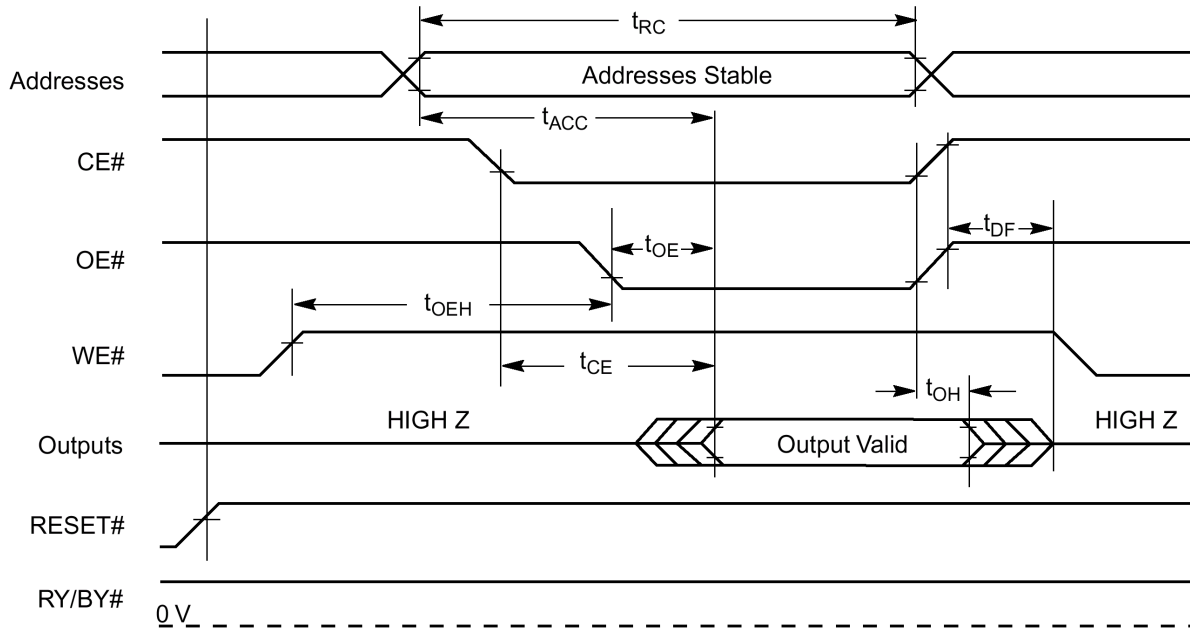 tRC
Addresses
Addresses Stable
tACC
CE#
tDF
OE#
tOE
tOEH
WE#
tCE
tOH
HIGH Z
HIGH Z
Outputs
Output Valid
RESET#
RY/BY#
0 V